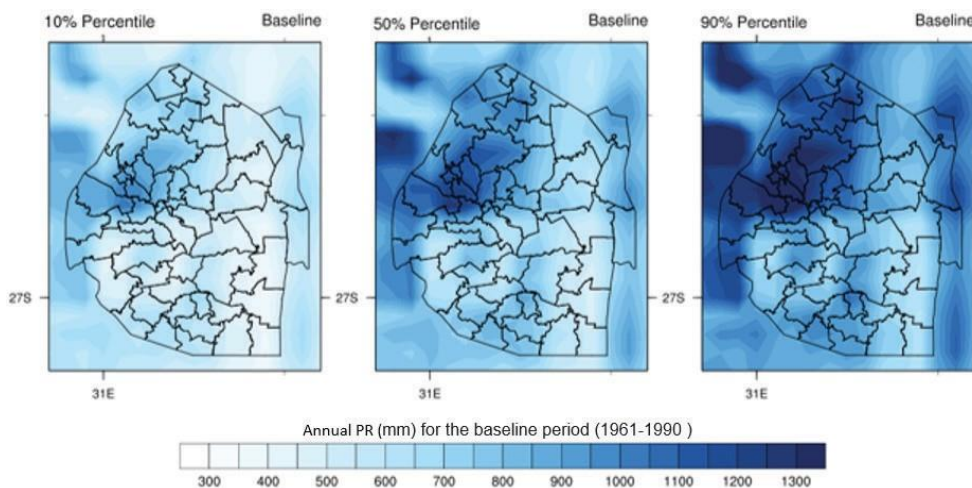 10% Percentile Baseline
50% Percentile Baseline
90% Percentile Baseline
27S
27S
31E
31E
31E
Annual PR (mm) for the baseline period (1961-1990 )
300 400 500 600 700 800 900 1000 1100 1200 1300